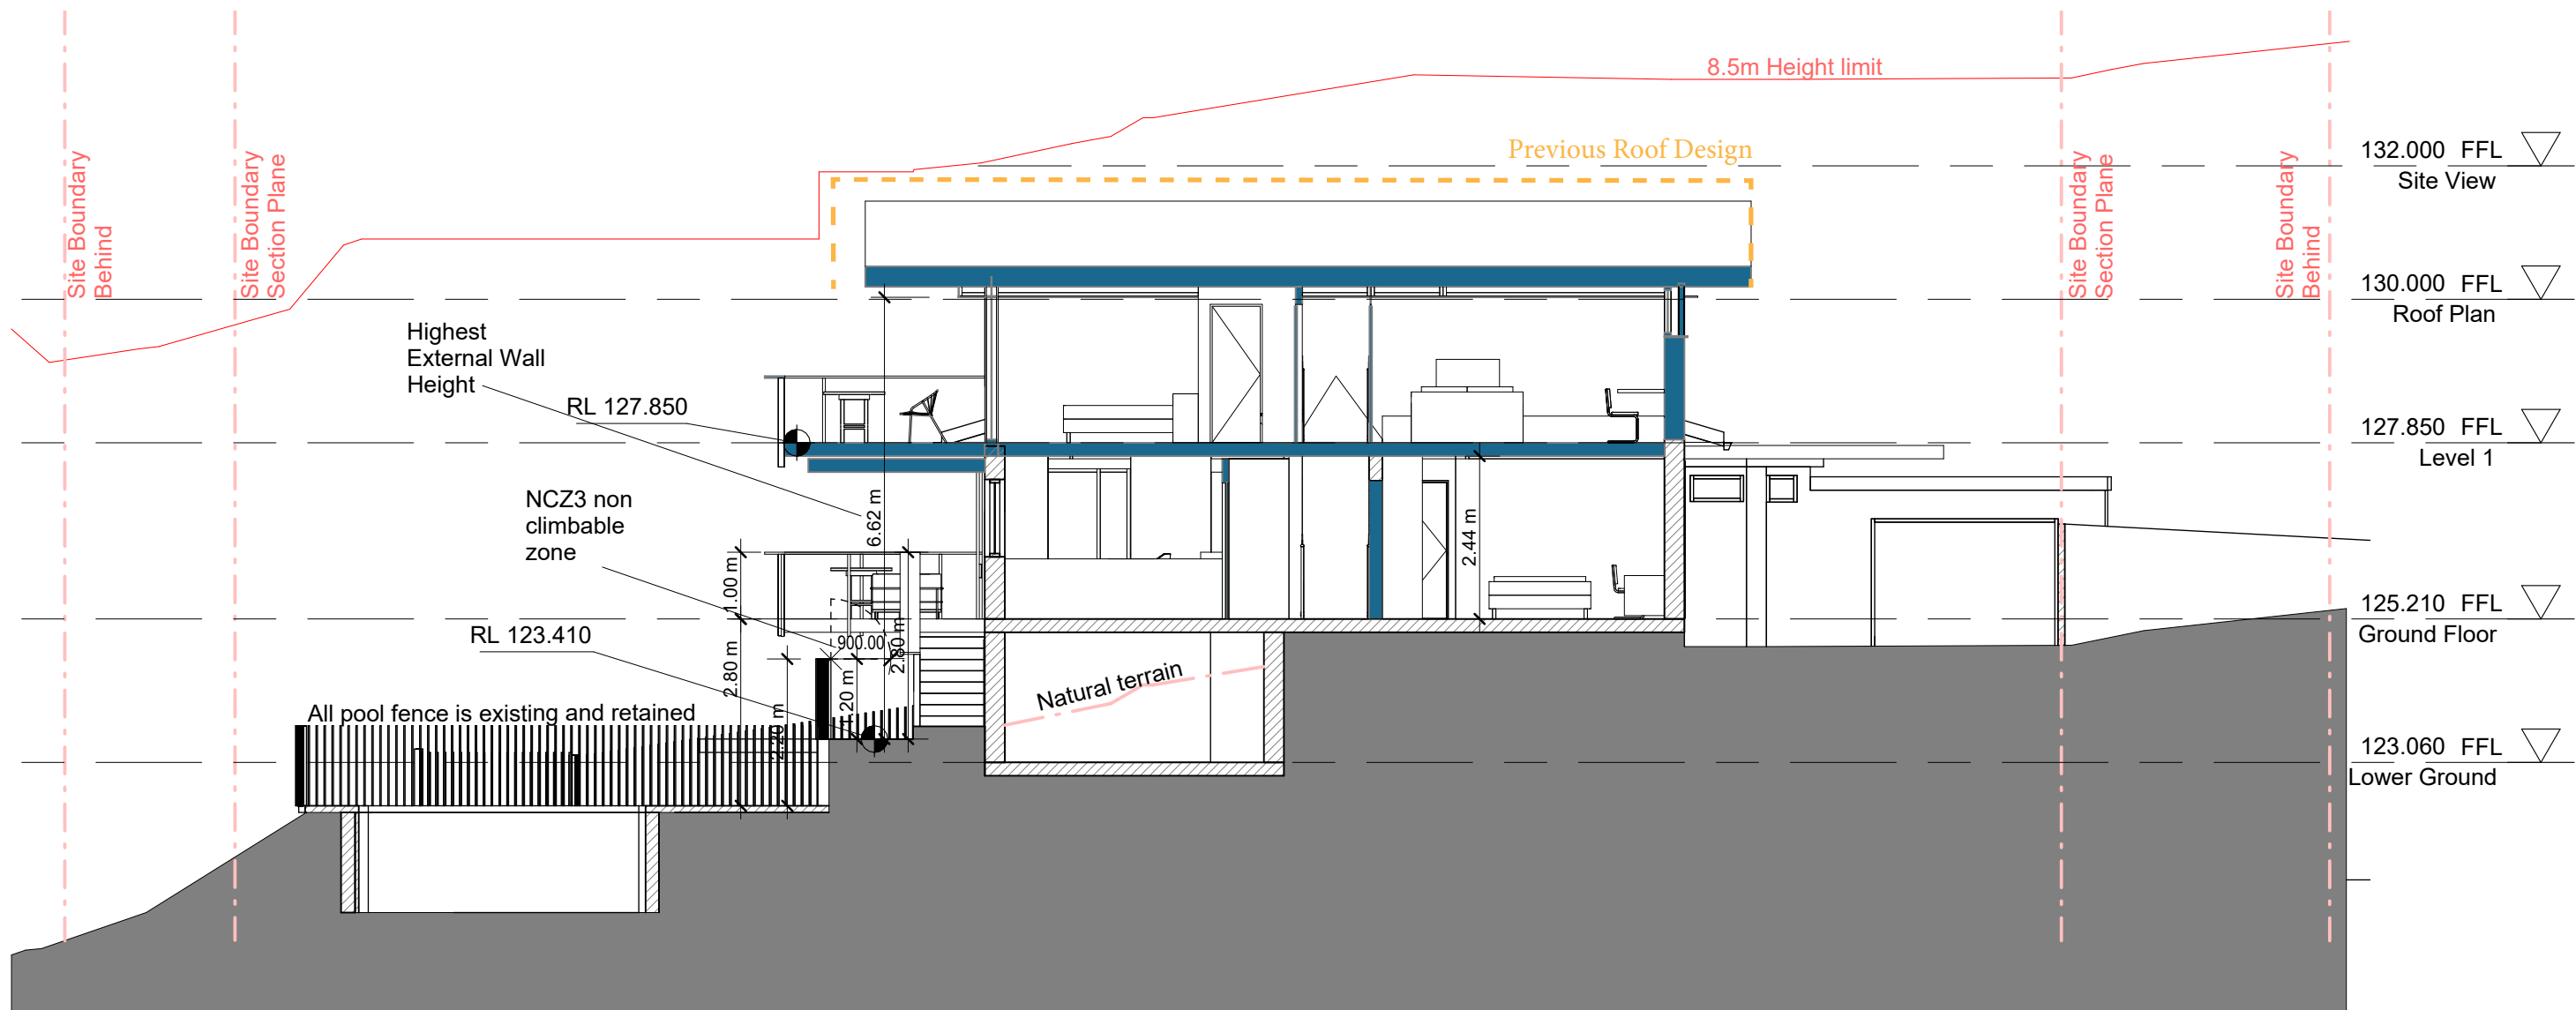 8.5m Height limit
Previous Roof Design
132.000 FFL
Site View
Site Boundary
Behind
Site Boundary
Section Plane
Site Boundary
Section Plane
Site Boundary
Behind
130.000 FFL
Roof Plan
Highest
External Wall
Height
RL 127.850
127.850 FFL
Level 1
NCZ3 non
climbable
zone
6.62 m
2.44 m
1.00 m
125.210 FFL
Ground Floor
RL 123.410
900.00
2.80 m
2.80 m
1.20 m
2.20 m
Natural terrain
All pool fence is existing and retained
123.060 FFL
Lower Ground